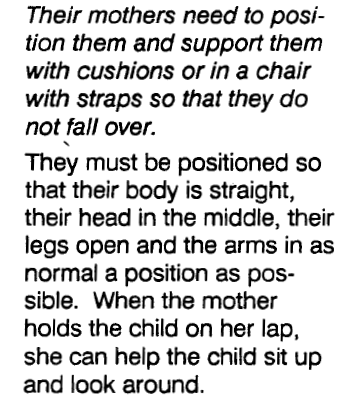 Their mothers need to posi-
tion them and support them
with cushions or in a chair
with straps so that they do
not fall over.
They must be positioned so
that their body is straight,
their head in the middle, their
legs open and the arms in as
normal a position as pos-
sible. When the mother
holds the child on her lap,
she can help the child sit up
and look around.